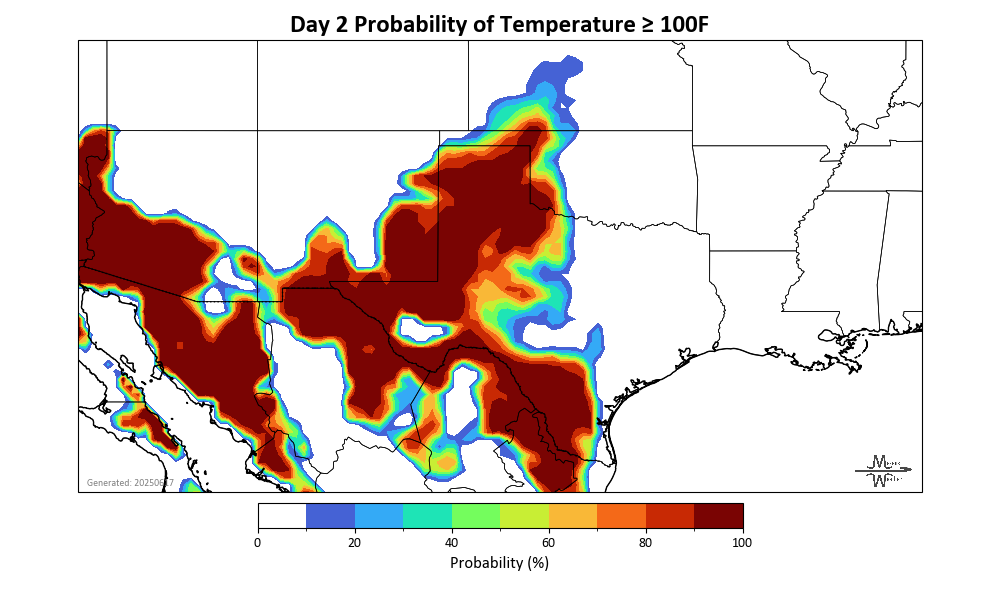 Day 2 Probability of Temperature ≥ 100F
Generated: 20250617
0 20 40 60 80 100
Probability (%)